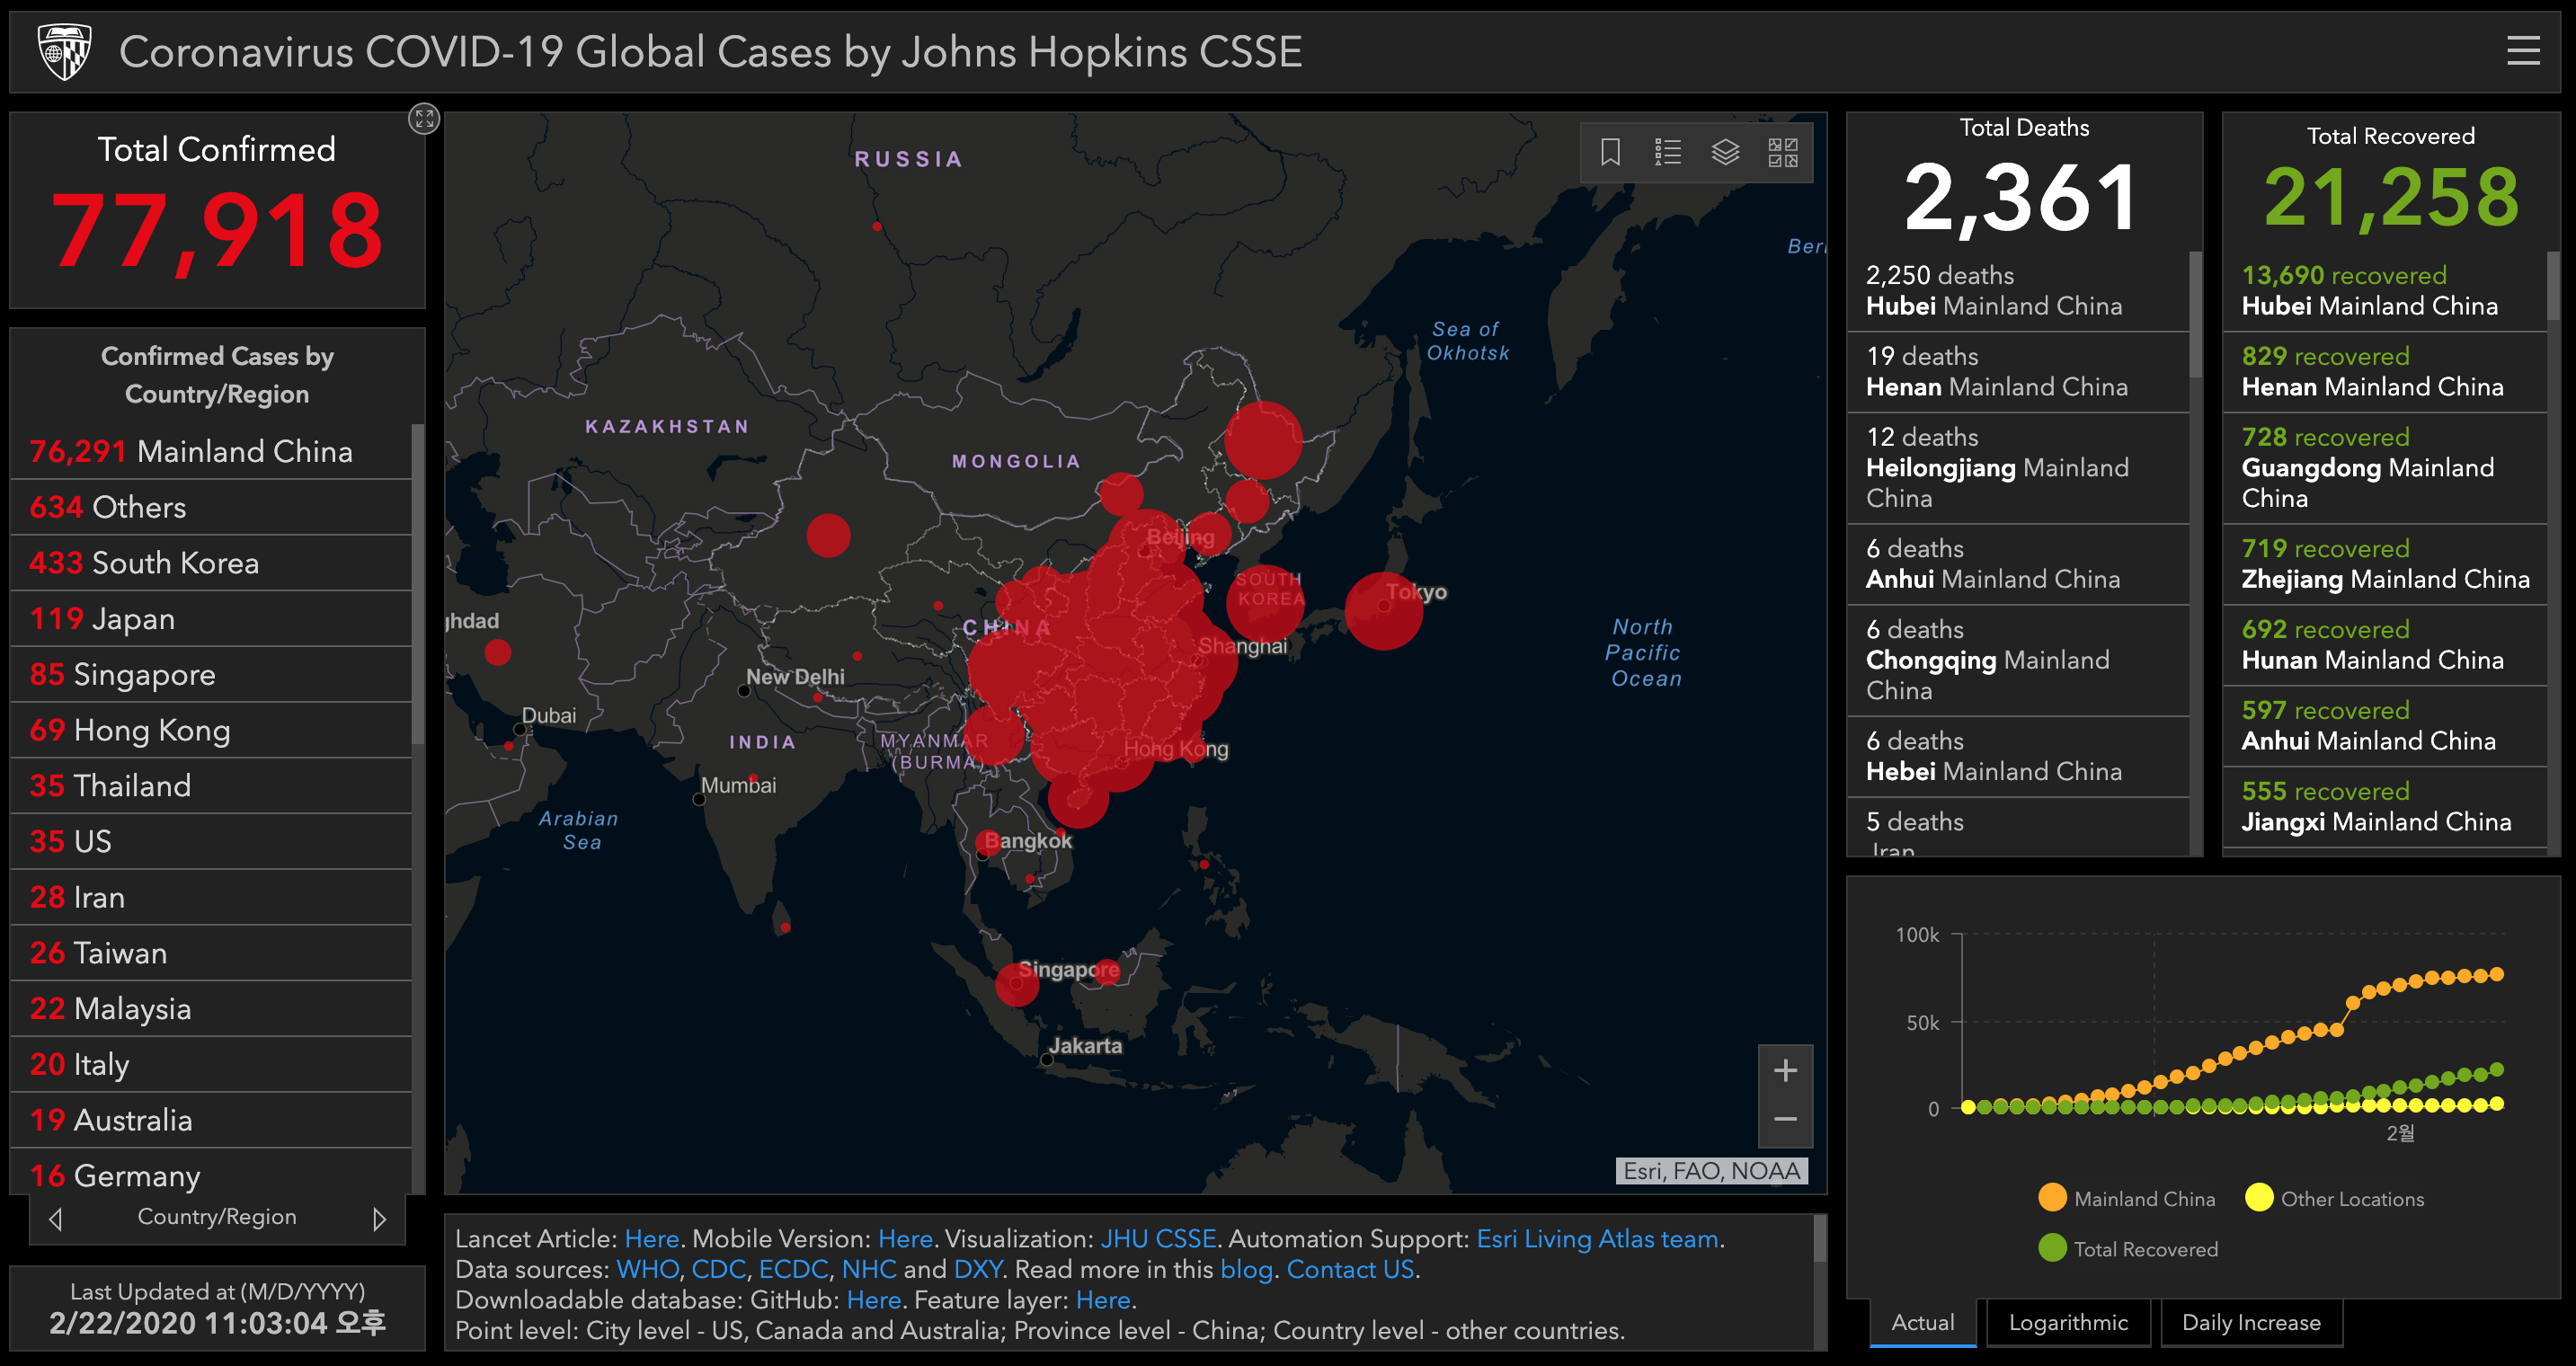 Coronavirus COVID-19 Global Cases by Johns Hopkins CSSE
Total Confirmed
77,918
Confirmed Cases by
Country/Region
76,291 Mainland China
634 Others
433 South Korea
119 Japan
85 Singapore
69 Hong Kong
35 Thailand
35 US
28 Iran
26 Taiwan
22 Malaysia
20 Italy
19 Australia
16 Germany
Country/Region
Last Updated at (M/D/YYYY)
2/22/2020 11:03:04 오후
RUSSIA
Sea of
Okhotsk
KAZAKHSTAN
MONGOLIA
Beijing
SOUTH
KOREA
Tokyo
ghdad
CHINA
Shanghai
North
Pacific
Ocean
New Delhi
Dubai
INDIA
MYANMAR
(BURMA)
Hong Kong
Mumbai
Arabian
Sea
Bangkok
Singapore
Jakarta
Esri, FAO, NOAA
Lancet Article: Here. Mobile Version: Here. Visualization: JHU CSSE. Automation Support: Esri Living Atlas team.
Data sources: WHO, CDC, ECDC, NHC and DXY. Read more in this blog. Contact US.
Downloadable database: GitHub: Here. Feature layer: Here.
Point level: City level - US, Canada and Australia; Province level - China; Country level - other countries.
Total Deaths
2,361
2,250 deaths
Hubei Mainland China
19 deaths
Henan Mainland China
12 deaths
Heilongjiang Mainland
China
6 deaths
Anhui Mainland China
6 deaths
Chongqing Mainland
China
6 deaths
Hebei Mainland China
5 deaths
Iran
Total Recovered
21,258
13,690 recovered
Hubei Mainland China
829 recovered
Henan Mainland China
728 recovered
Guangdong Mainland
China
719 recovered
Zhejiang Mainland China
692 recovered
Hunan Mainland China
597 recovered
Anhui Mainland China
555 recovered
Jiangxi Mainland China
100k
50k
0
2월
Mainland China
Other Locations
Total Recovered
Actual
Logarithmic
Daily Increase